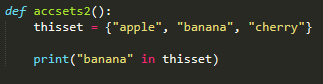 def accsets2():
    thisset = {"apple", "banana", "cherry"}
    print("banana" in thisset)